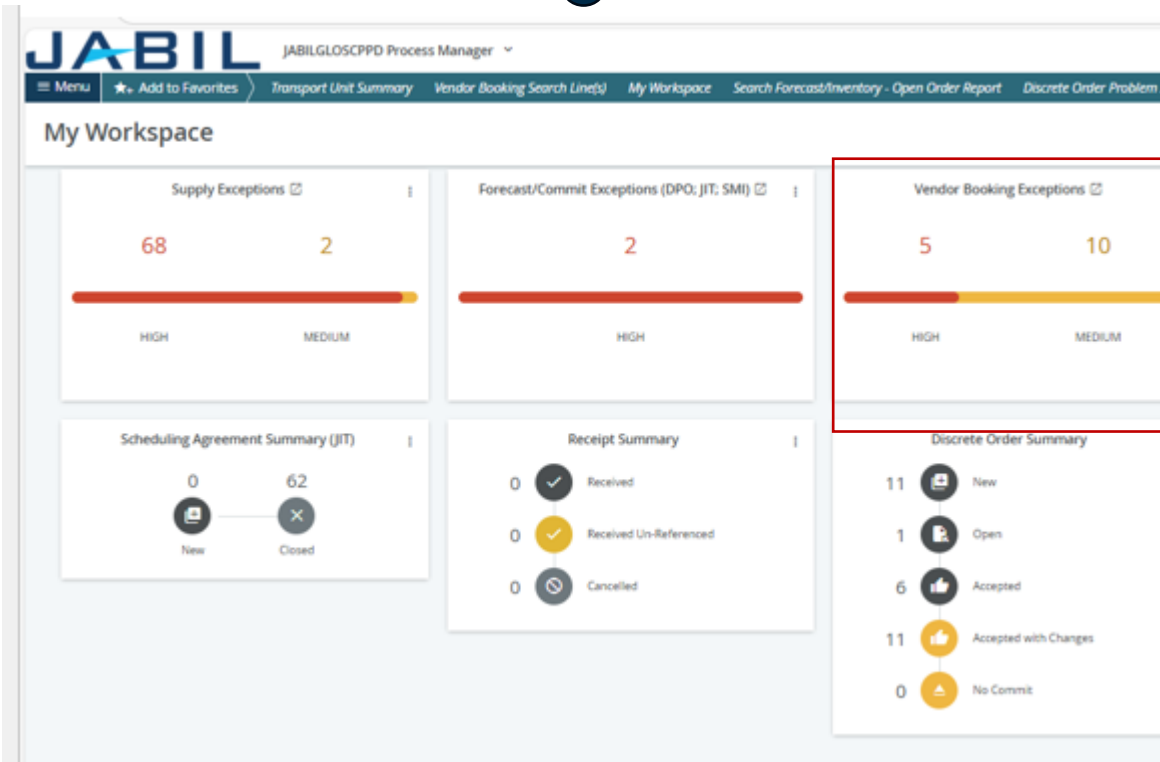 JABIL
JABILGLOSCPPD Process Manager
Menu Add to Favorites Transport Unit Summary Vendor Booking Search Line(s) My Workspace Search Forecast/Inventory - Open Order Report Discrete Order Problem
My Workspace
Supply Exceptions
68 2
HIGH MEDIUM
Forecast/Commit Exceptions (DPO; JIT; SMI)
2
HIGH
Vendor Booking Exceptions
5 10
HIGH MEDIUM
Scheduling Agreement Summary (JIT)
0 62
New Closed
Receipt Summary
0 Received
0 Received Un-Referenced
0 Cancelled
Discrete Order Summary
11 New
1 Open
6 Accepted
11 Accepted with Changes
0 No Commit